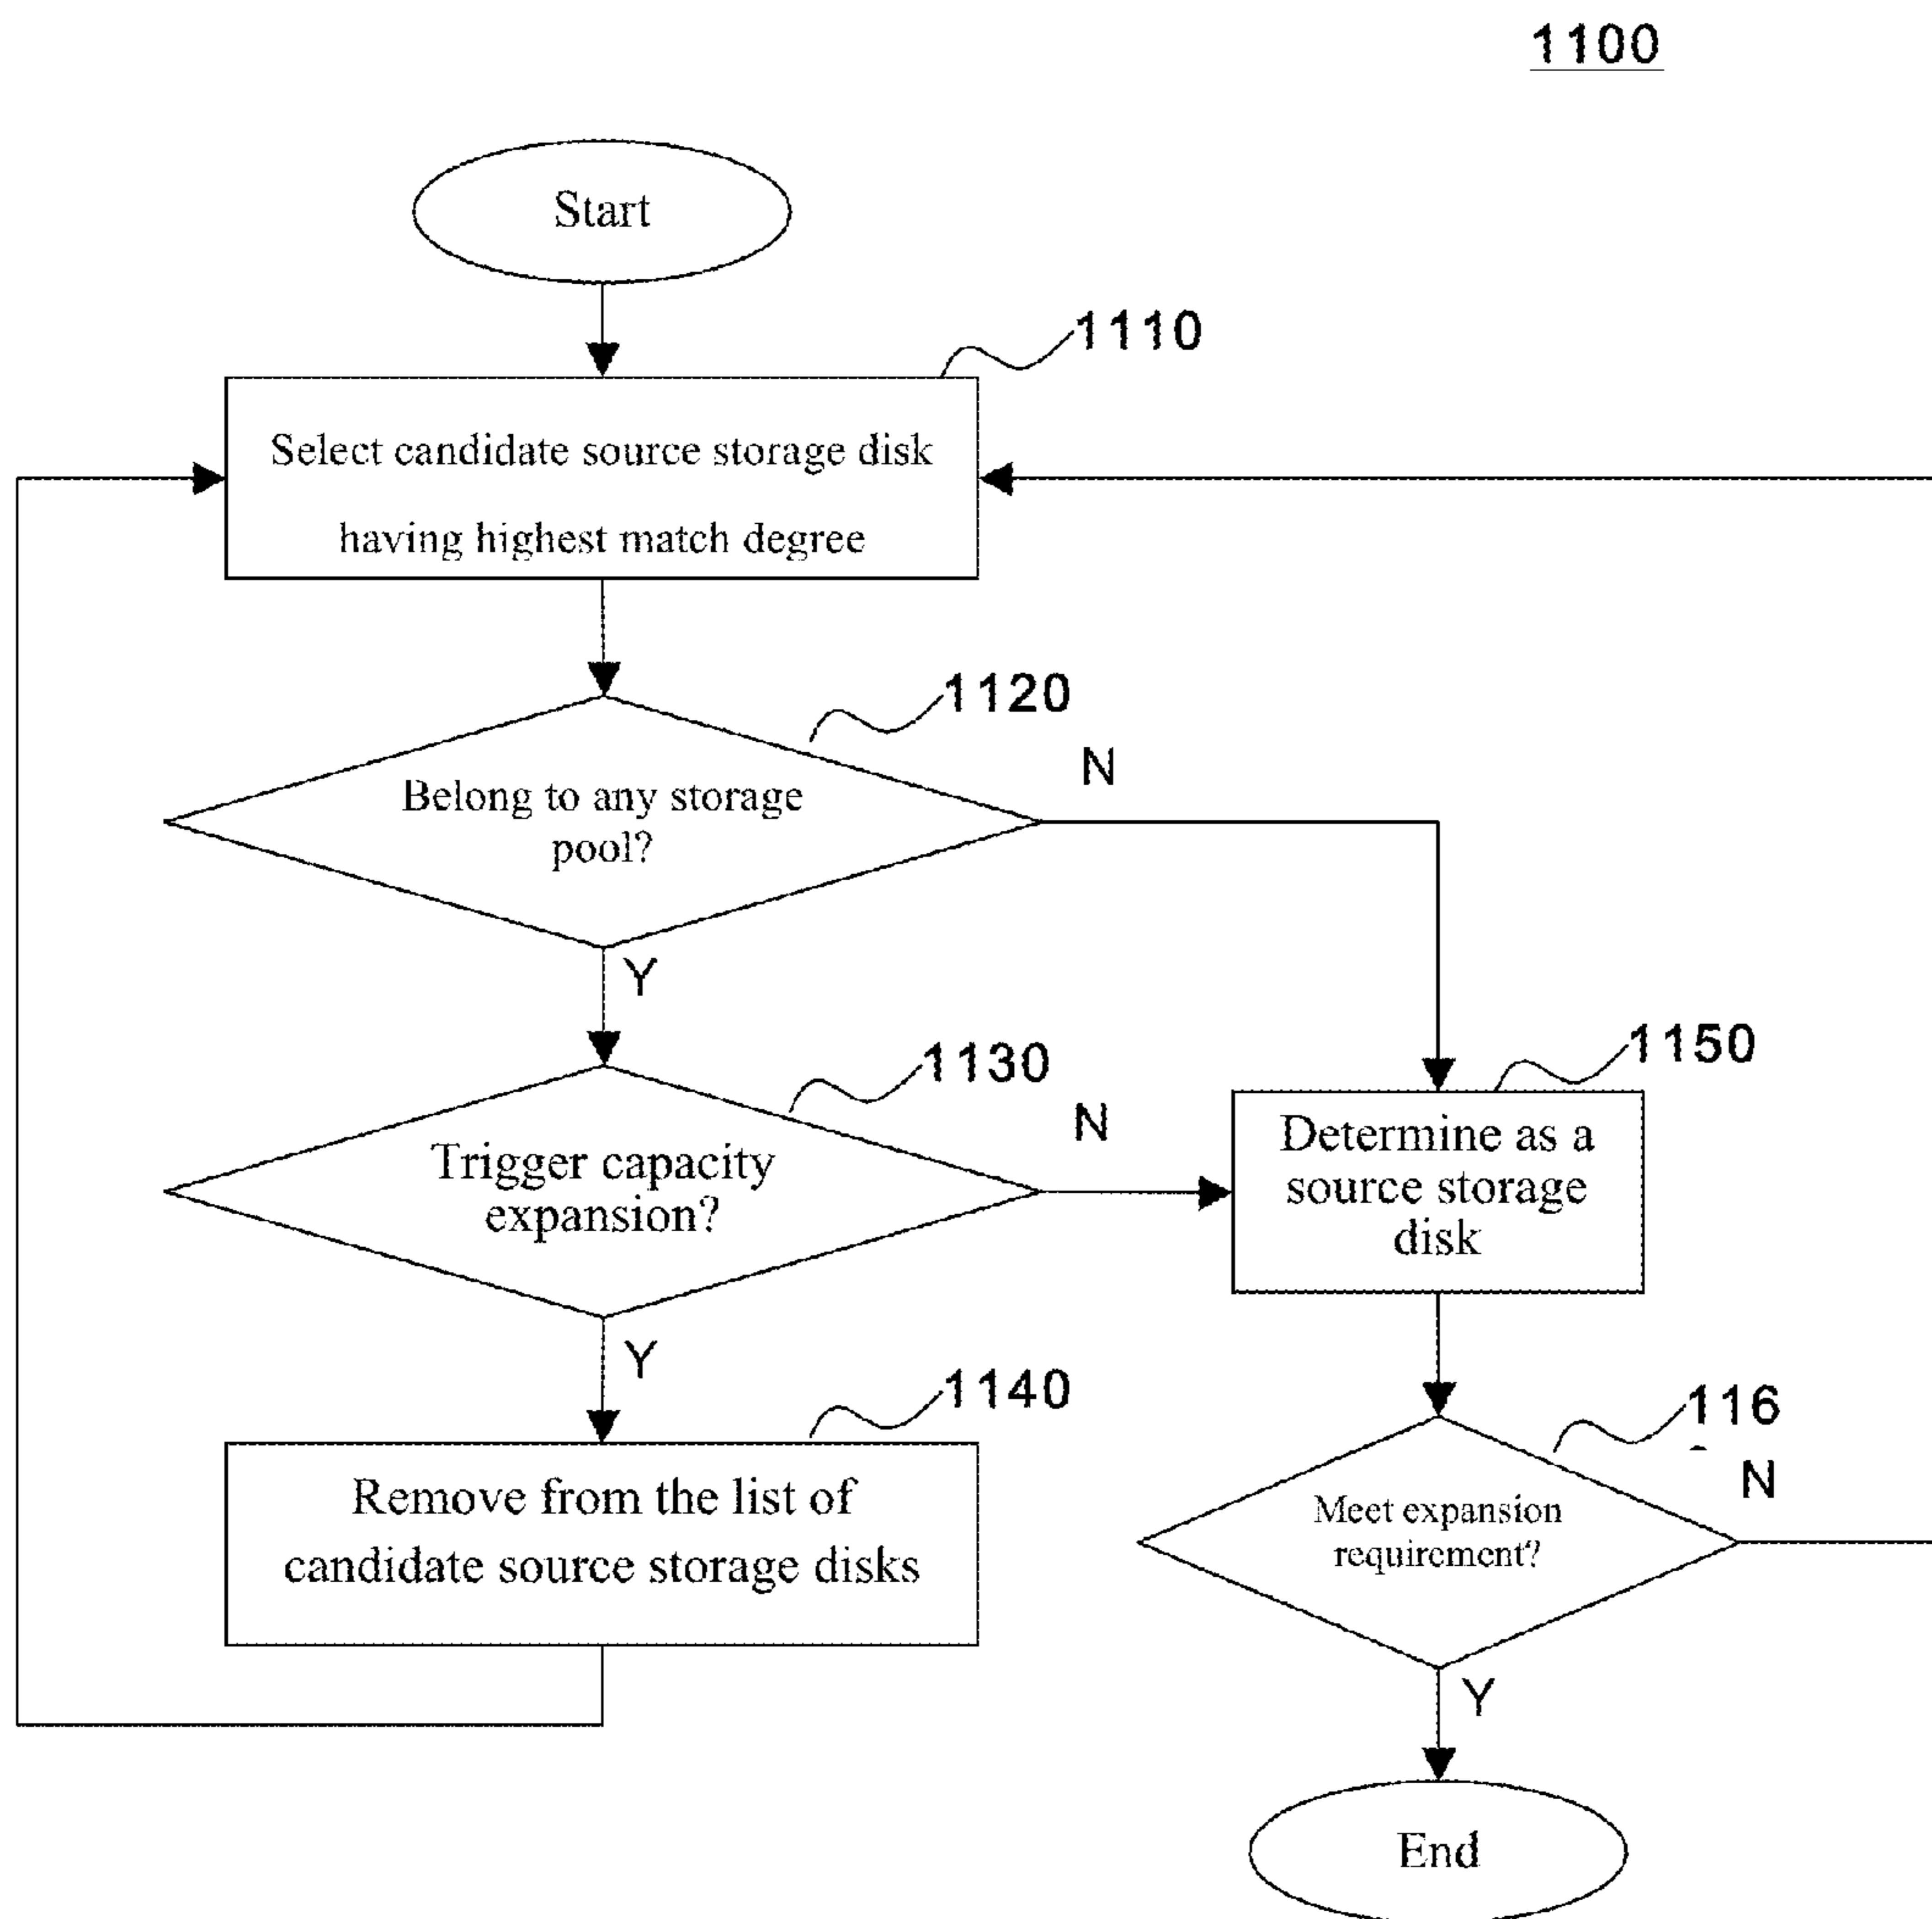 1100
Start
1110
Select candidate source storage disk
having highest match degree
1120
N
Belong to any storage
pool?
Y
1130
N
Trigger capacity
expansion?
1150
Determine as a
source storage
disk
Y
1140
Remove from the list of
candidate source storage disks
116
N
Meet expansion
requirement?
Y
End